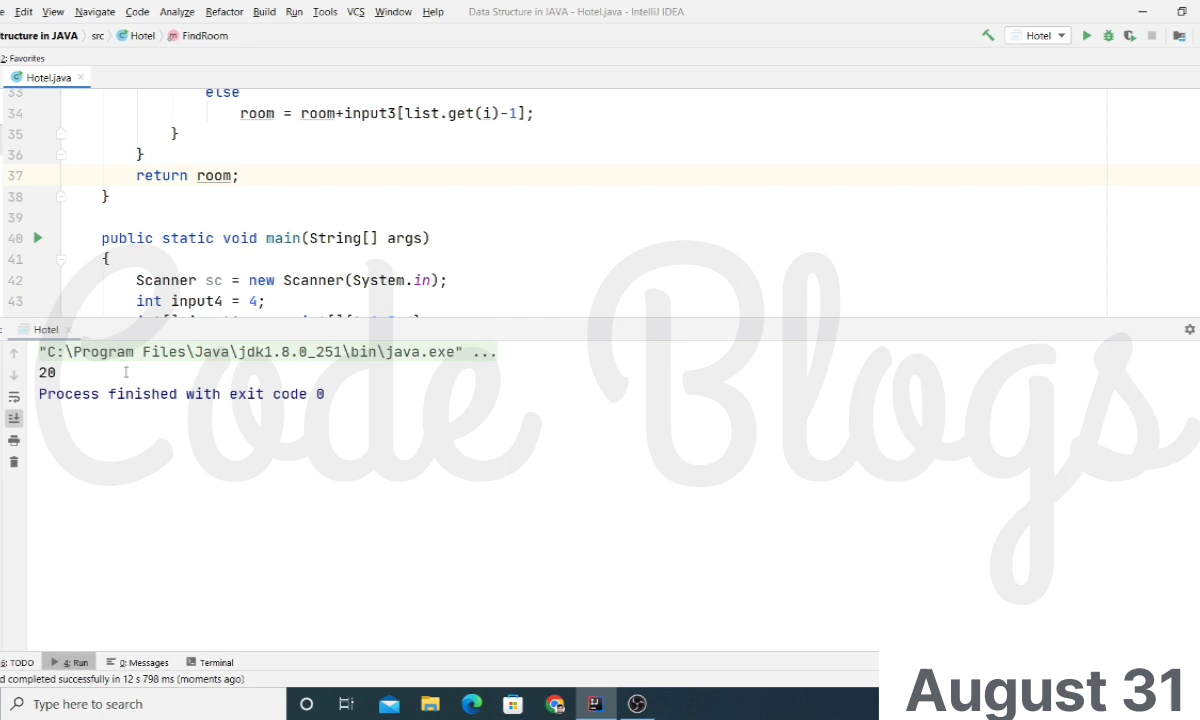 e Edit View Navigate Code Analyze Refactor Build Run Tools VCS Window Help Data Structure in JAVA - Hotel.java - IntelliJ IDEA
tructure in JAVA src Hotel FindRoom Hotel
2: Favorites
Hotel.java
33 else
34 room = room+input3[list.get(i)-1];
35 }
36 }
37 return room;
38 }
39
40 public static void main(String[] args)
41 {
42 Scanner sc = new Scanner(System.in);
43 int input4 = 4;
: Hotel
"C:\Program Files\Java\jdk1.8.0_251\bin\java.exe" ...
20
Process finished with exit code 0
Code Blogs
6: TODO 4: Run 0: Messages Terminal
d completed successfully in 12 s 798 ms (moments ago)
Type here to search
August 31